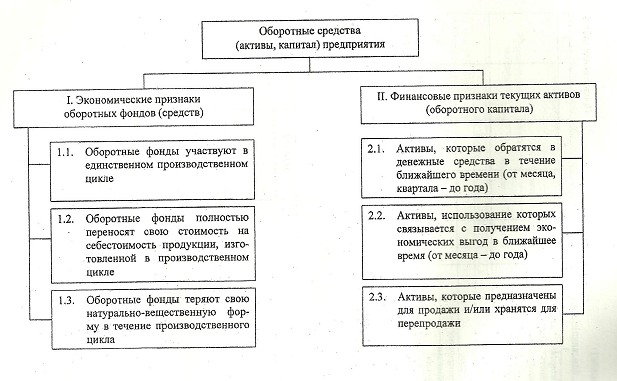 Оборотные средства
(активы, капитал) предприятия
I. Экономические признаки
оборотных фондов (средств)
1.1. Оборотные фонды участвуют в
единственном производственном
цикле
1.2. Оборотные фонды полностью
переносят свою стоимость на
себестоимость продукции, изго-
товленной в производственном
цикле
1.3. Оборотные фонды теряют свою
натурально-вещественную фор-
му в течение производственного
цикла
II. Финансовые признаки текущих активов
(оборотного капитала)
2.1. Активы, которые обратятся в
денежные средства в течение
ближайшего времени (от месяца,
квартала – до года)
2.2. Активы, использование которых
связывается с получением эко-
номических выгод в ближайшее
время (от месяца – до года)
2.3. Активы, которые предназначены
для продажи и/или хранятся для
перепродажи